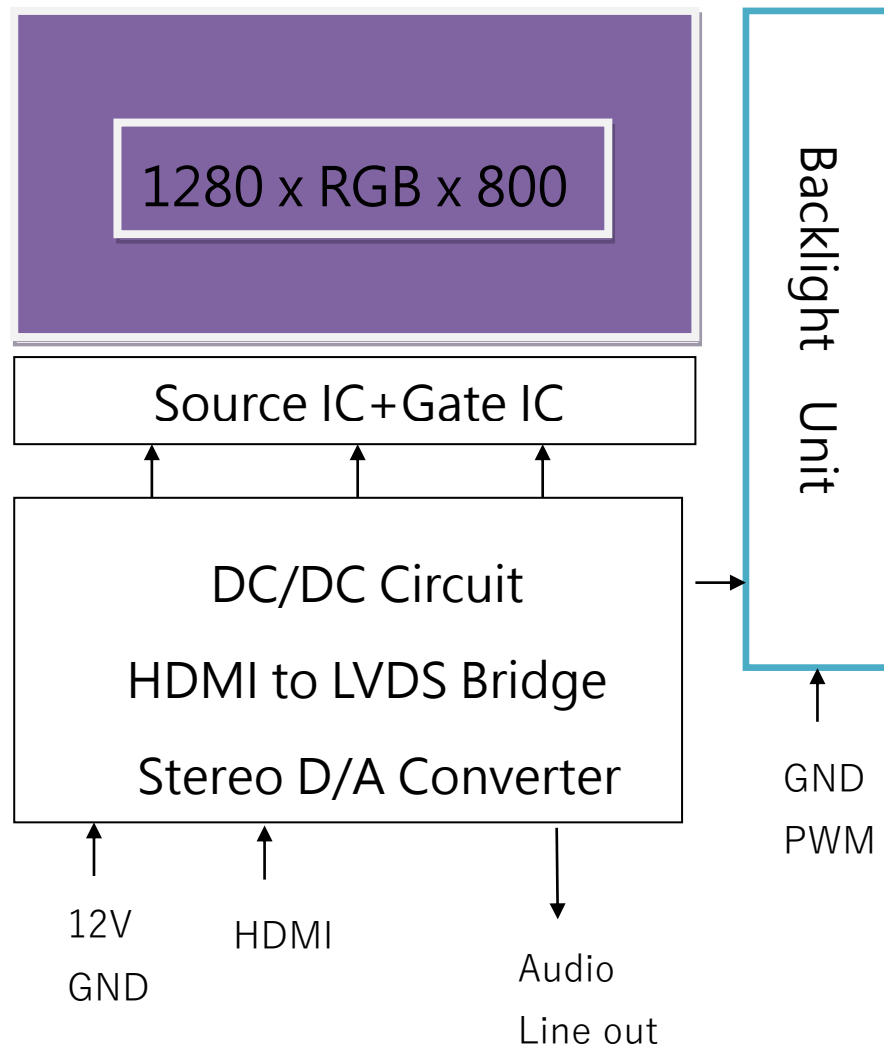 1280 x RGB x 800
Backlight Unit
Source IC+Gate IC
DC/DC Circuit
HDMI to LVDS Bridge
Stereo D/A Converter
GND
PWM
12V
GND
HDMI
Audio
Line out